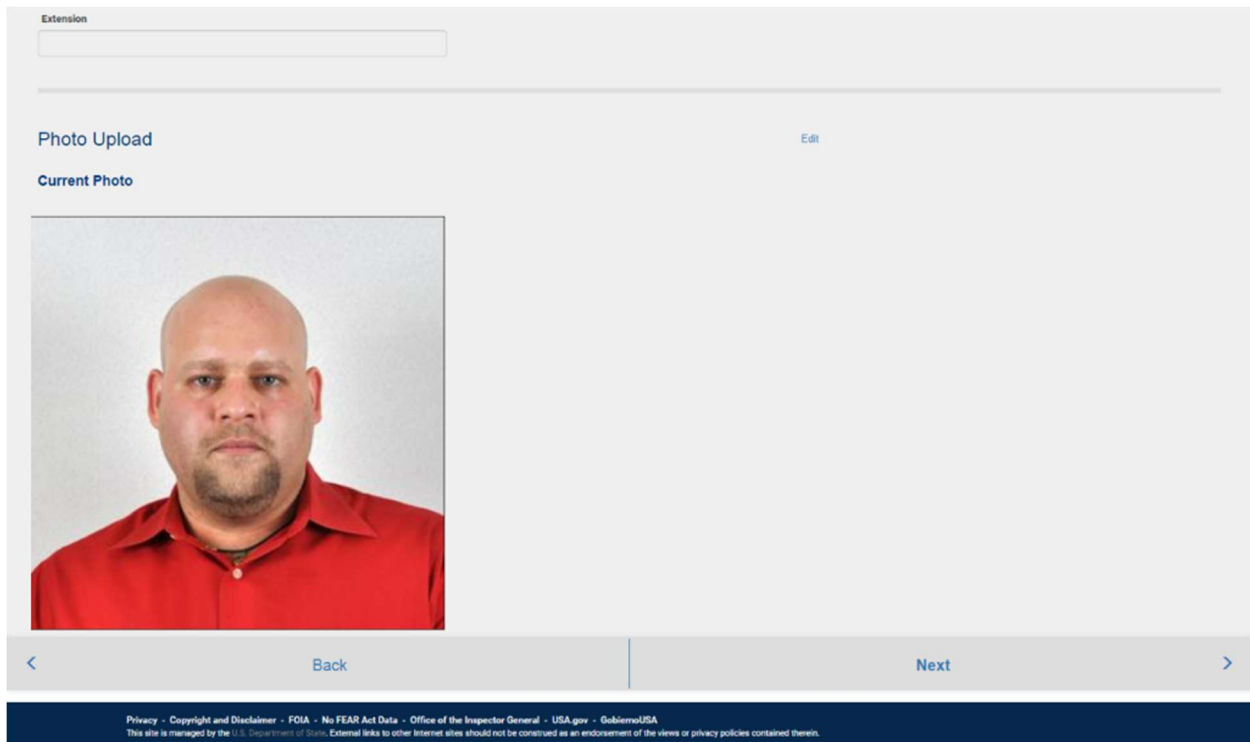 Extension
Photo Upload
Edit
Current Photo
Back
Next
Privacy - Copyright and Disclaimer - FOIA - No FEAR Act Data - Office of the Inspector General - USA.gov - GobiernoUSA
This site is managed by the U.S. Department of State. External links to other Internet sites should not be construed as an endorsement of the views or privacy policies contained therein.